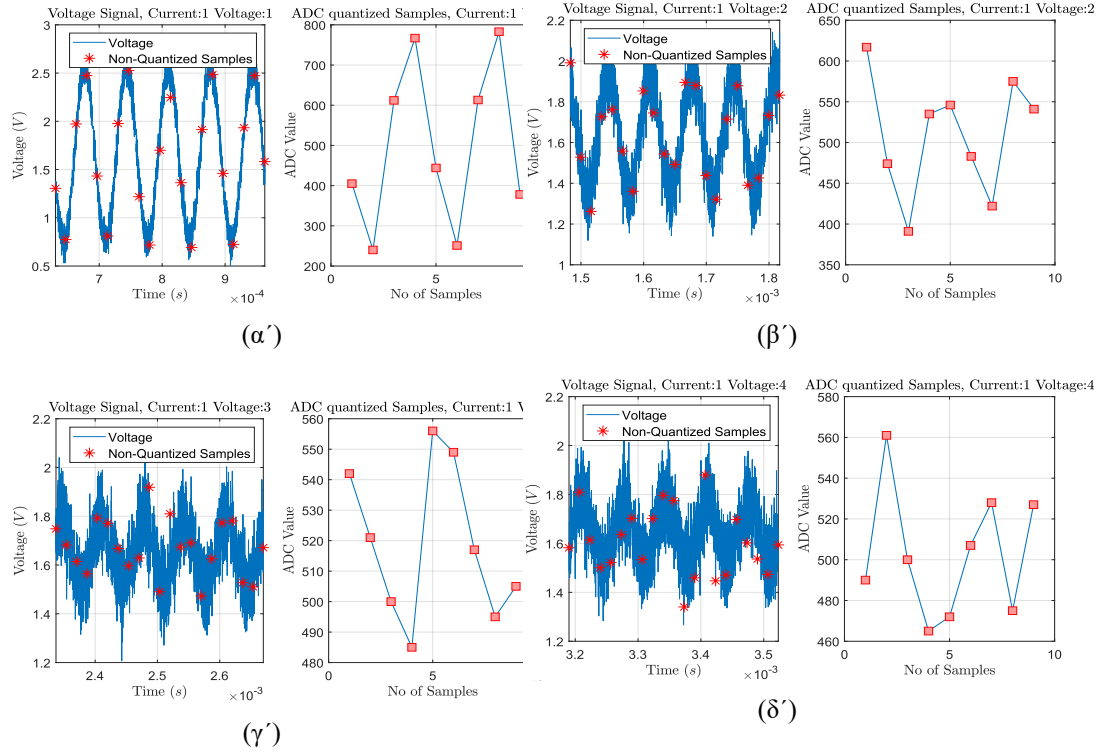 Voltage Signal, Current:1 Voltage:1
Voltage
Non-Quantized Samples
Voltage (V)
3
2.5
2
1.5
1
0.5
7 8 9
Time (s)
×10⁻⁴
ADC quantized Samples, Current:1 V
ADC Value
800
700
600
500
400
300
200
0 5
No of Samples
(α΄)
Voltage Signal, Current:1 Voltage:2
Voltage
Non-Quantized Samples
Voltage (V)
2.2
2
1.8
1.6
1.4
1.2
1
1.5 1.6 1.7 1.8
Time (s)
×10⁻³
ADC quantized Samples, Current:1 Voltage:2
ADC Value
650
600
550
500
450
400
350
0 5 10
No of Samples
(β΄)
Voltage Signal, Current:1 Voltage:3
Voltage
Non-Quantized Samples
Voltage (V)
2.2
2
1.8
1.6
1.4
1.2
2.4 2.5 2.6
Time (s)
×10⁻³
ADC quantized Samples, Current:1 V
ADC Value
560
550
540
530
520
510
500
490
480
0 5
No of Samples
(γ΄)
Voltage Signal, Current:1 Voltage:4
Voltage
Non-Quantized Samples
Voltage (V)
2.2
2
1.8
1.6
1.4
1.2
3.2 3.3 3.4 3.5
Time (s)
×10⁻³
ADC quantized Samples, Current:1 Voltage:4
ADC Value
580
560
540
520
500
480
460
0 5 10
No of Samples
(δ΄)